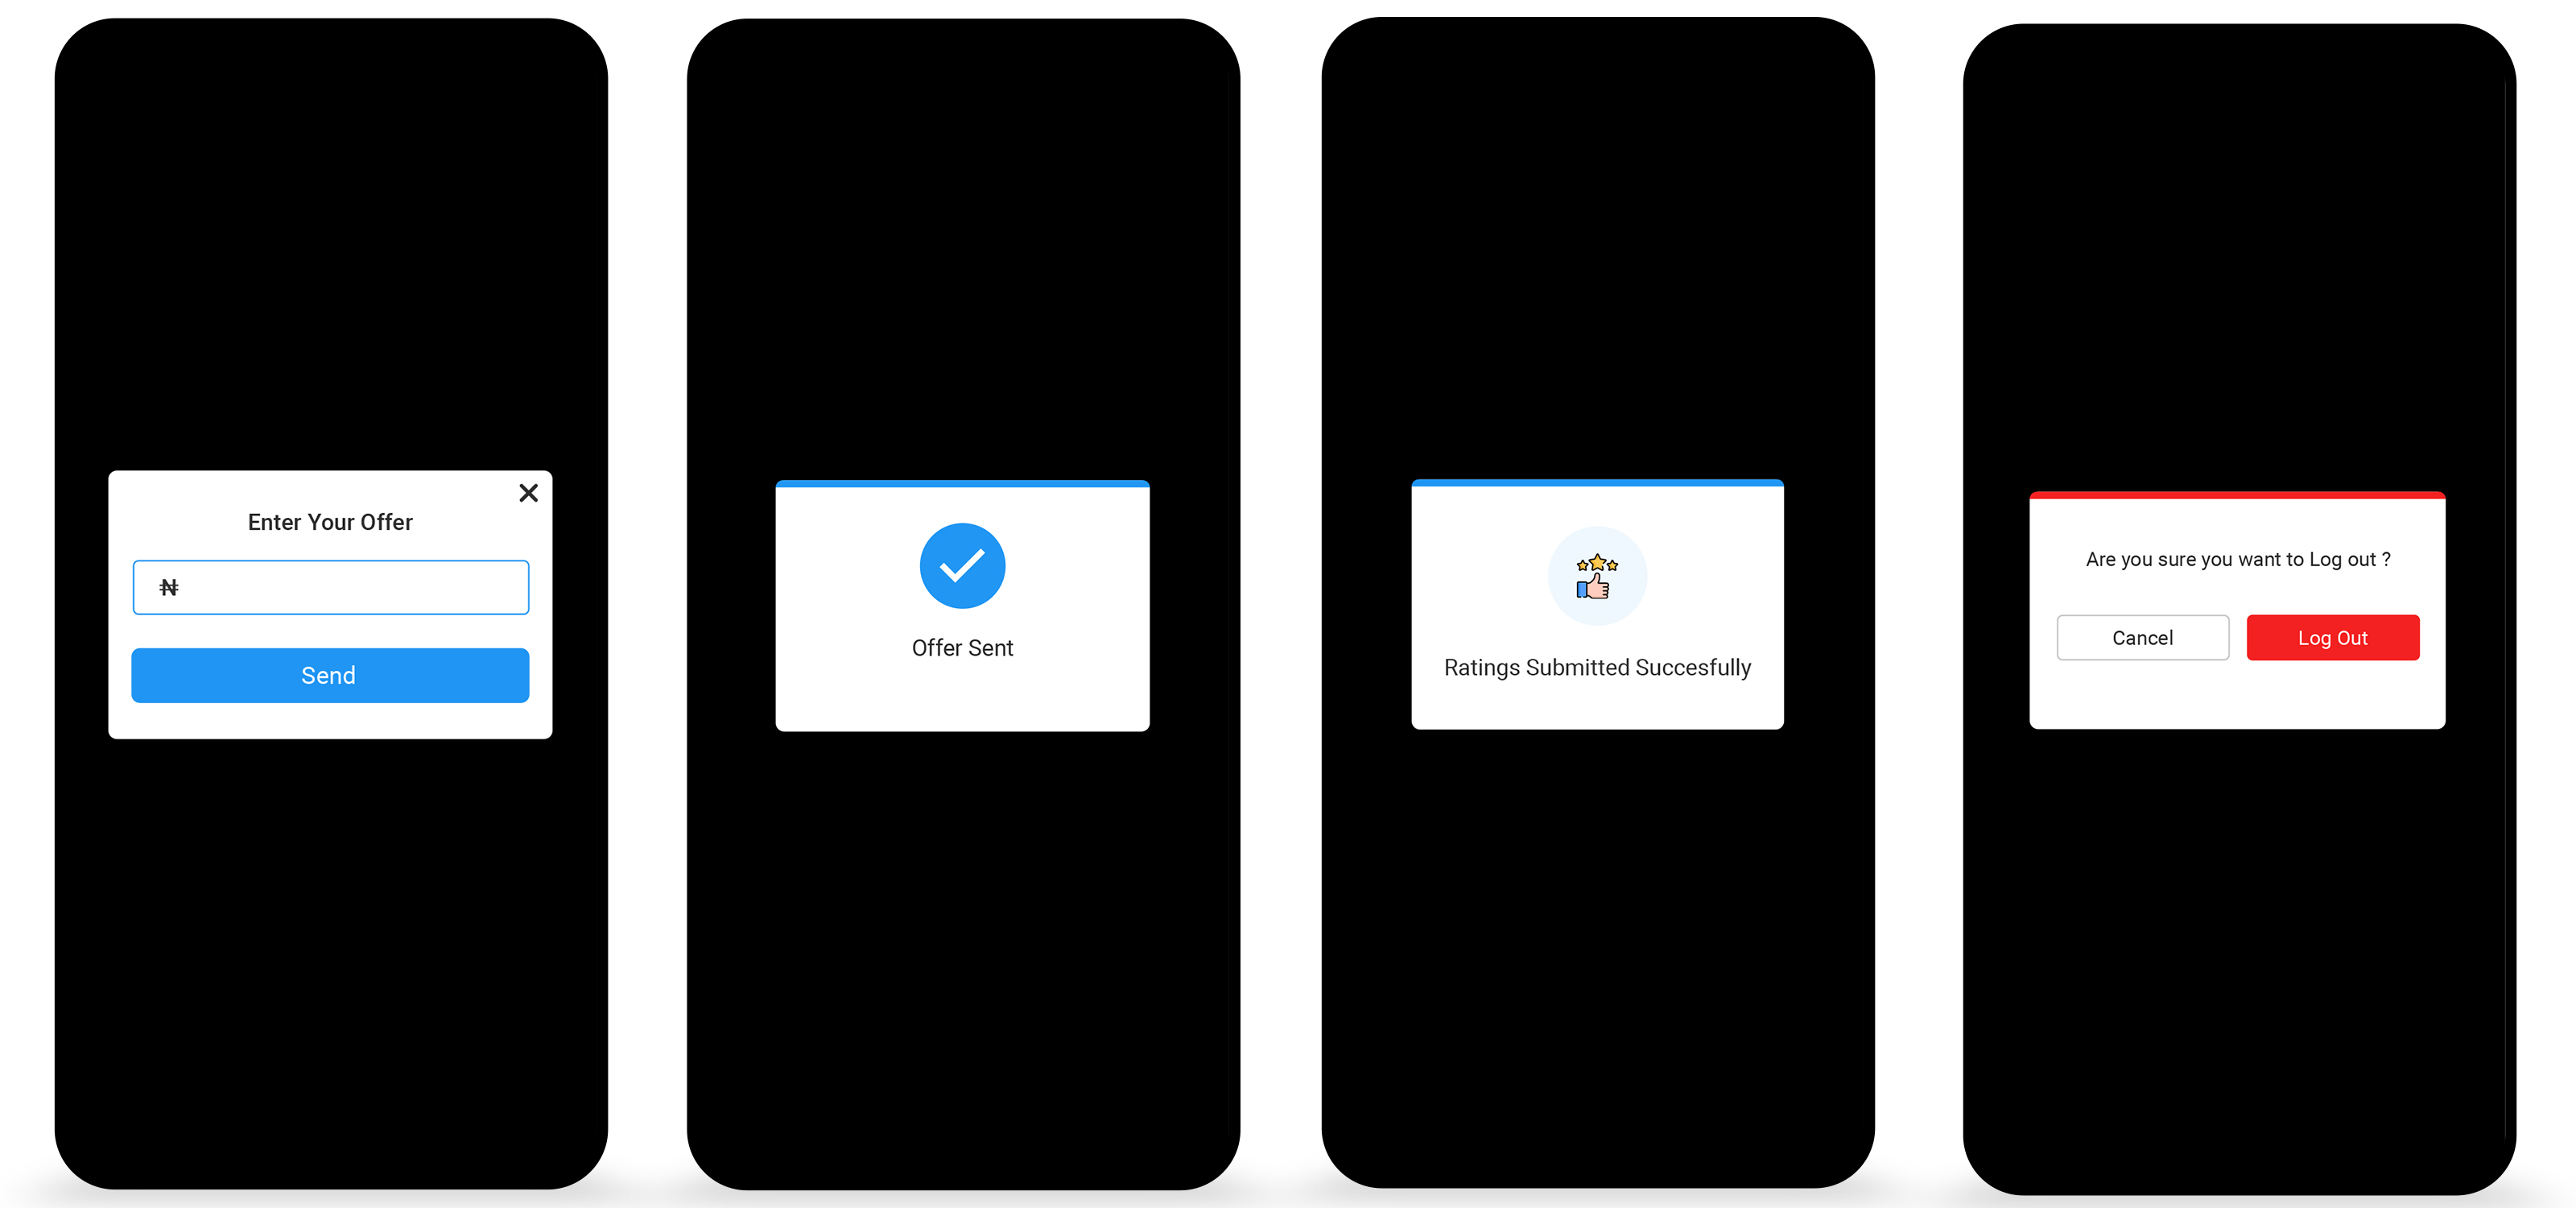 Enter Your Offer
₦
Send
Offer Sent
Ratings Submitted Succesfully
Are you sure you want to Log out ?
Cancel
Log Out